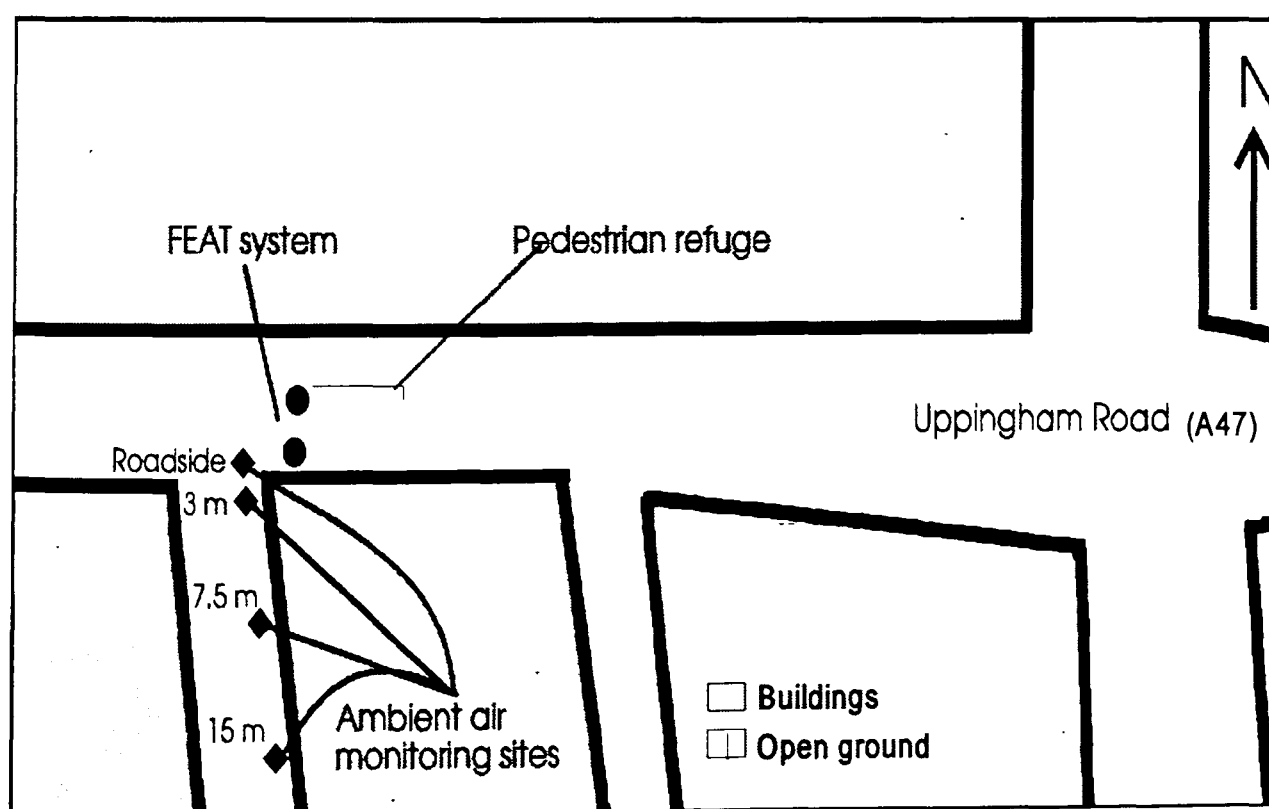 N
FEAT system
Pedestrian refuge
Uppingham Road (A47)
Roadside
3 m
7.5 m
15 m
Ambient air
monitoring sites
Buildings
Open ground